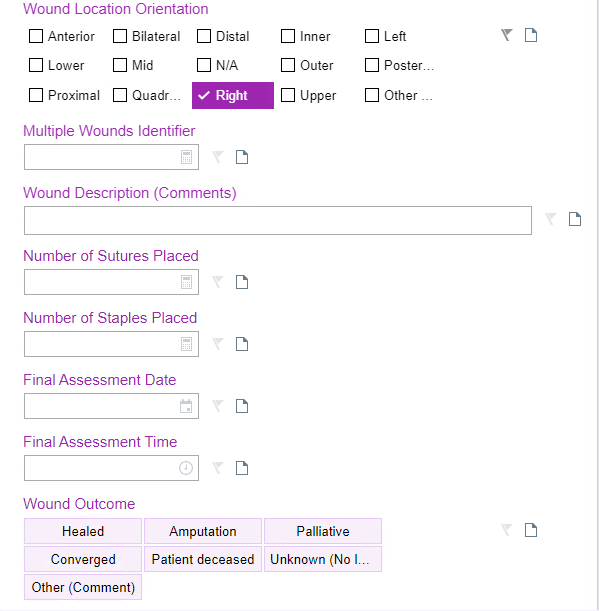 Wound Location Orientation
Anterior Bilateral Distal Inner Left
Lower Mid N/A Outer Poster...
Proximal Quadr... Right Upper Other ...
Multiple Wounds Identifier
Wound Description (Comments)
Number of Sutures Placed
Number of Staples Placed
Final Assessment Date
Final Assessment Time
Wound Outcome
Healed Amputation Palliative
Converged Patient deceased Unknown (No I...
Other (Comment)